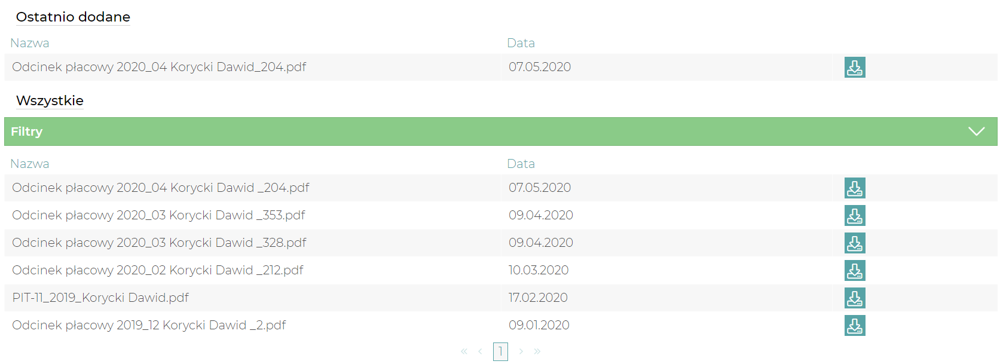 Ostatnio dodane
Nazwa Data
Odcinek płacowy 2020_04 Korycki Dawid_204.pdf 07.05.2020
Wszystkie
Filtry
Nazwa Data
Odcinek płacowy 2020_04 Korycki Dawid _204.pdf 07.05.2020
Odcinek płacowy 2020_03 Korycki Dawid _353.pdf 09.04.2020
Odcinek płacowy 2020_03 Korycki Dawid _328.pdf 09.04.2020
Odcinek płacowy 2020_02 Korycki Dawid _212.pdf 10.03.2020
PIT-11_2019_Korycki Dawid.pdf 17.02.2020
Odcinek płacowy 2019_12 Korycki Dawid _2.pdf 09.01.2020
« ‹ 1 › »